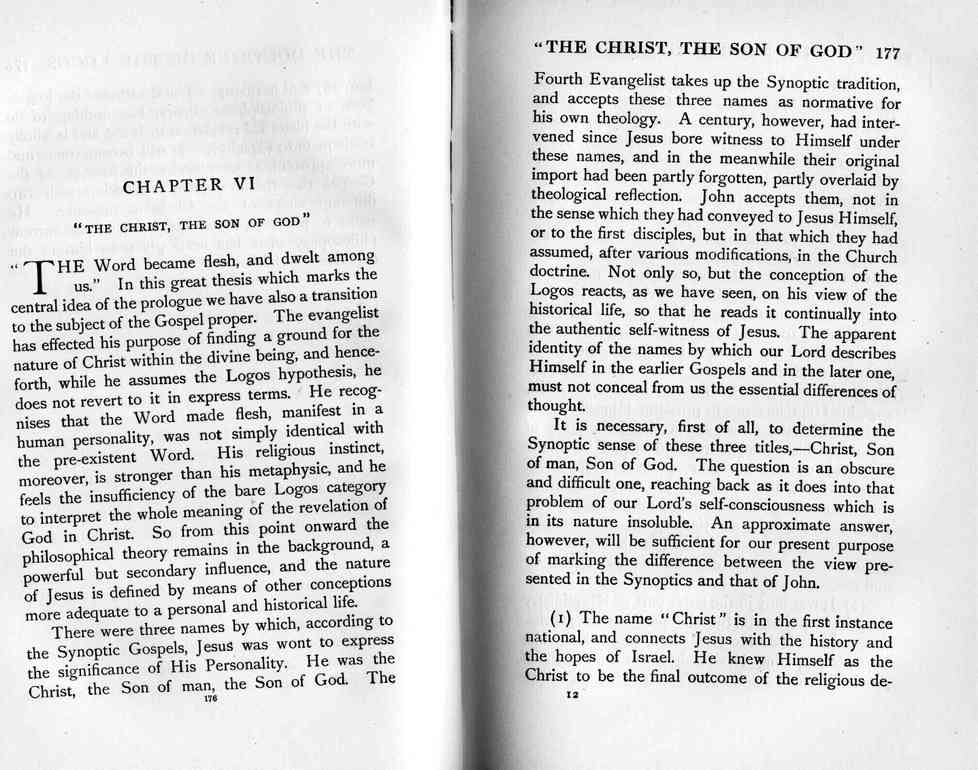 CHAPTER VI
“THE CHRIST, THE SON OF GOD”
“THE Word became flesh, and dwelt among
us.” In this great thesis which marks the
central idea of the prologue we have also a transition
to the subject of the Gospel proper. The evangelist
has effected his purpose of finding a ground for the
nature of Christ within the divine being, and hence-
forth, while he assumes the Logos hypothesis, he
does not revert to it in express terms. He recog-
nises that the Word made flesh, manifest in a
human personality, was not simply identical with
the pre-existent Word. His religious instinct,
moreover, is stronger than his metaphysic, and he
feels the insufficiency of the bare Logos category
to interpret the whole meaning of the revelation of
God in Christ. So from this point onward the
philosophical theory remains in the background, a
powerful but secondary influence, and the nature
of Jesus is defined by means of other conceptions
more adequate to a personal and historical life.
There were three names by which, according to
the Synoptic Gospels, Jesus was wont to express
the significance of His Personality. He was the
Christ, the Son of man, the Son of God. The
176
“THE CHRIST, THE SON OF GOD” 177
Fourth Evangelist takes up the Synoptic tradition,
and accepts these three names as normative for
his own theology. A century, however, had inter-
vened since Jesus bore witness to Himself under
these names, and in the meanwhile their original
import had been partly forgotten, partly overlaid by
theological reflection. John accepts them, not in
the sense which they had conveyed to Jesus Himself,
or to the first disciples, but in that which they had
assumed, after various modifications, in the Church
doctrine. Not only so, but the conception of the
Logos reacts, as we have seen, on his view of the
historical life, so that he reads it continually into
the authentic self-witness of Jesus. The apparent
identity of the names by which our Lord describes
Himself in the earlier Gospels and in the later one,
must not conceal from us the essential differences of
thought.
It is necessary, first of all, to determine the
Synoptic sense of these three titles,—Christ, Son
of man, Son of God. The question is an obscure
and difficult one, reaching back as it does into that
problem of our Lord’s self-consciousness which is
in its nature insoluble. An approximate answer,
however, will be sufficient for our present purpose
of marking the difference between the view pre-
sented in the Synoptics and that of John.
(1) The name “Christ” is in the first instance
national, and connects Jesus with the history and
the hopes of Israel. He knew Himself as the
Christ to be the final outcome of the religious de-
12